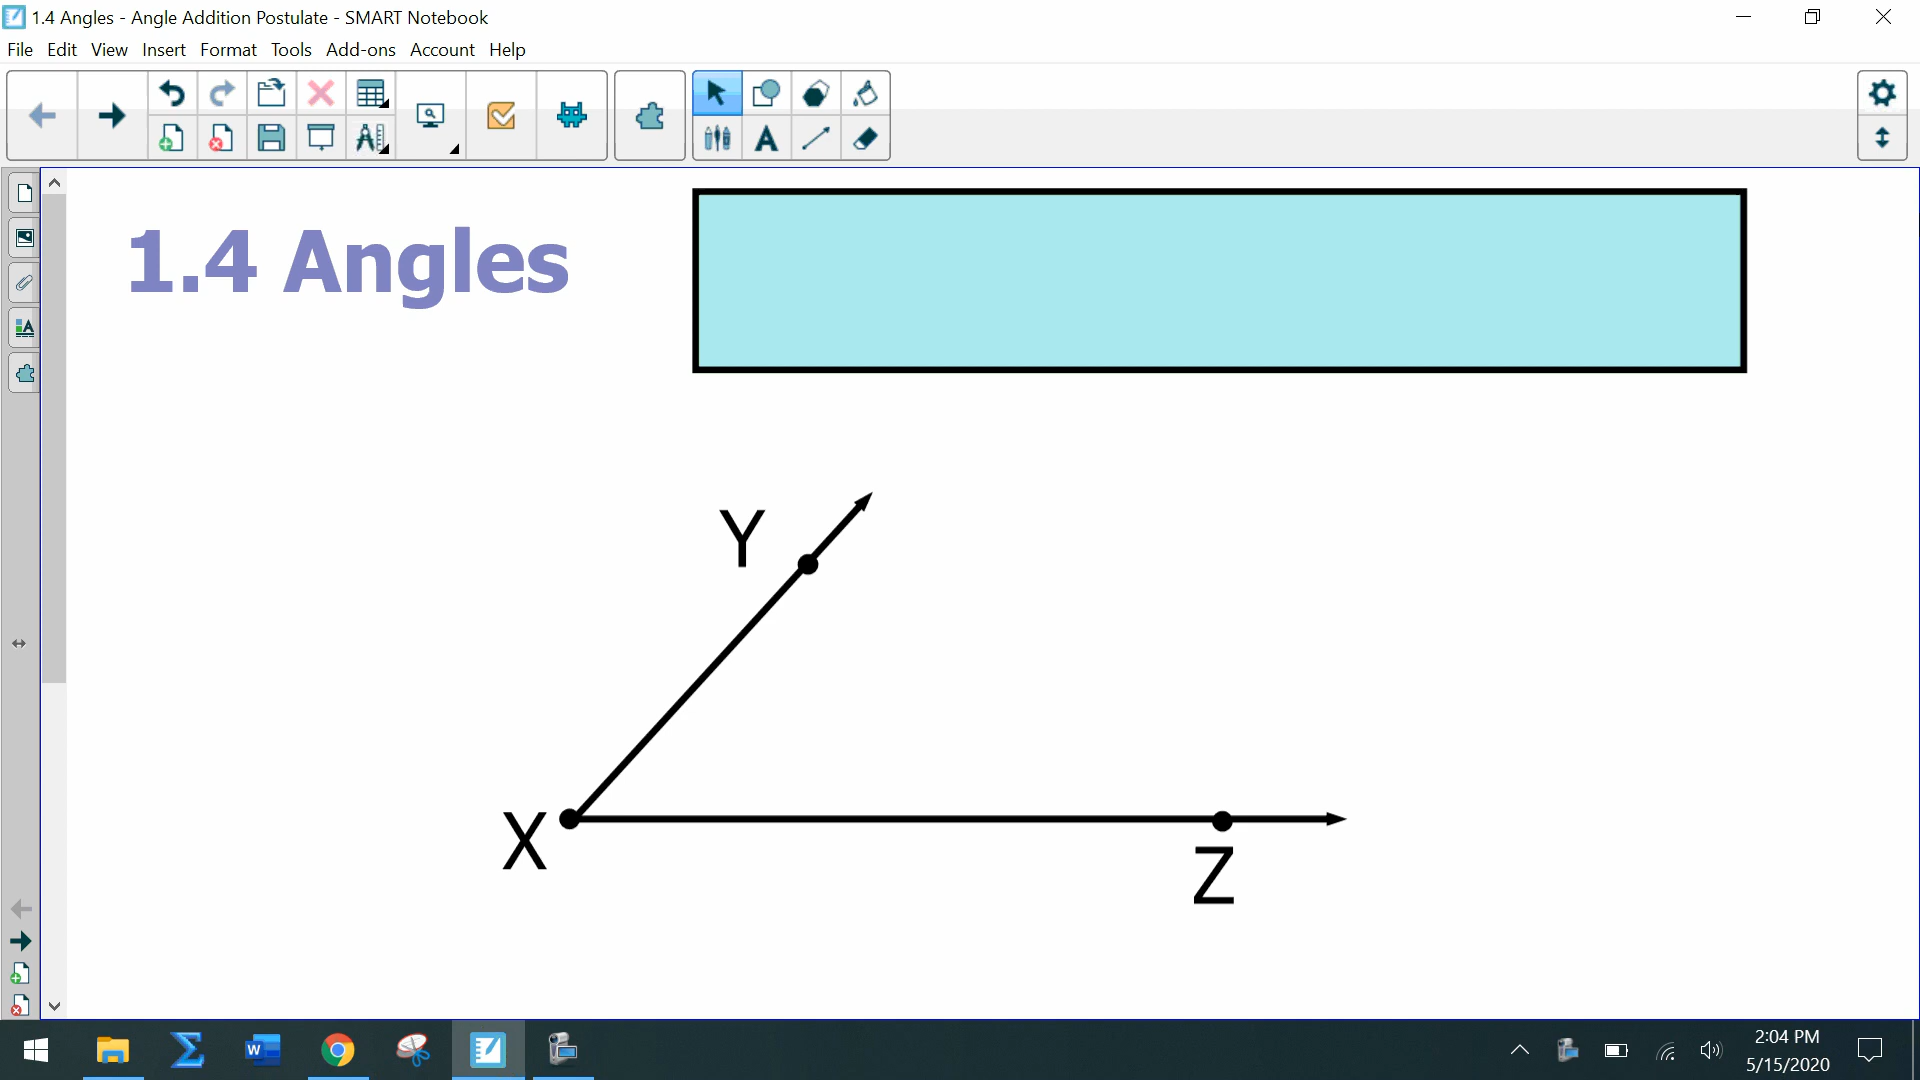 1.4 Angles - Angle Addition Postulate - SMART Notebook
File Edit View Insert Format Tools Add-ons Account Help
1.4 Angles
Y
X
Z
2:04 PM
5/15/2020